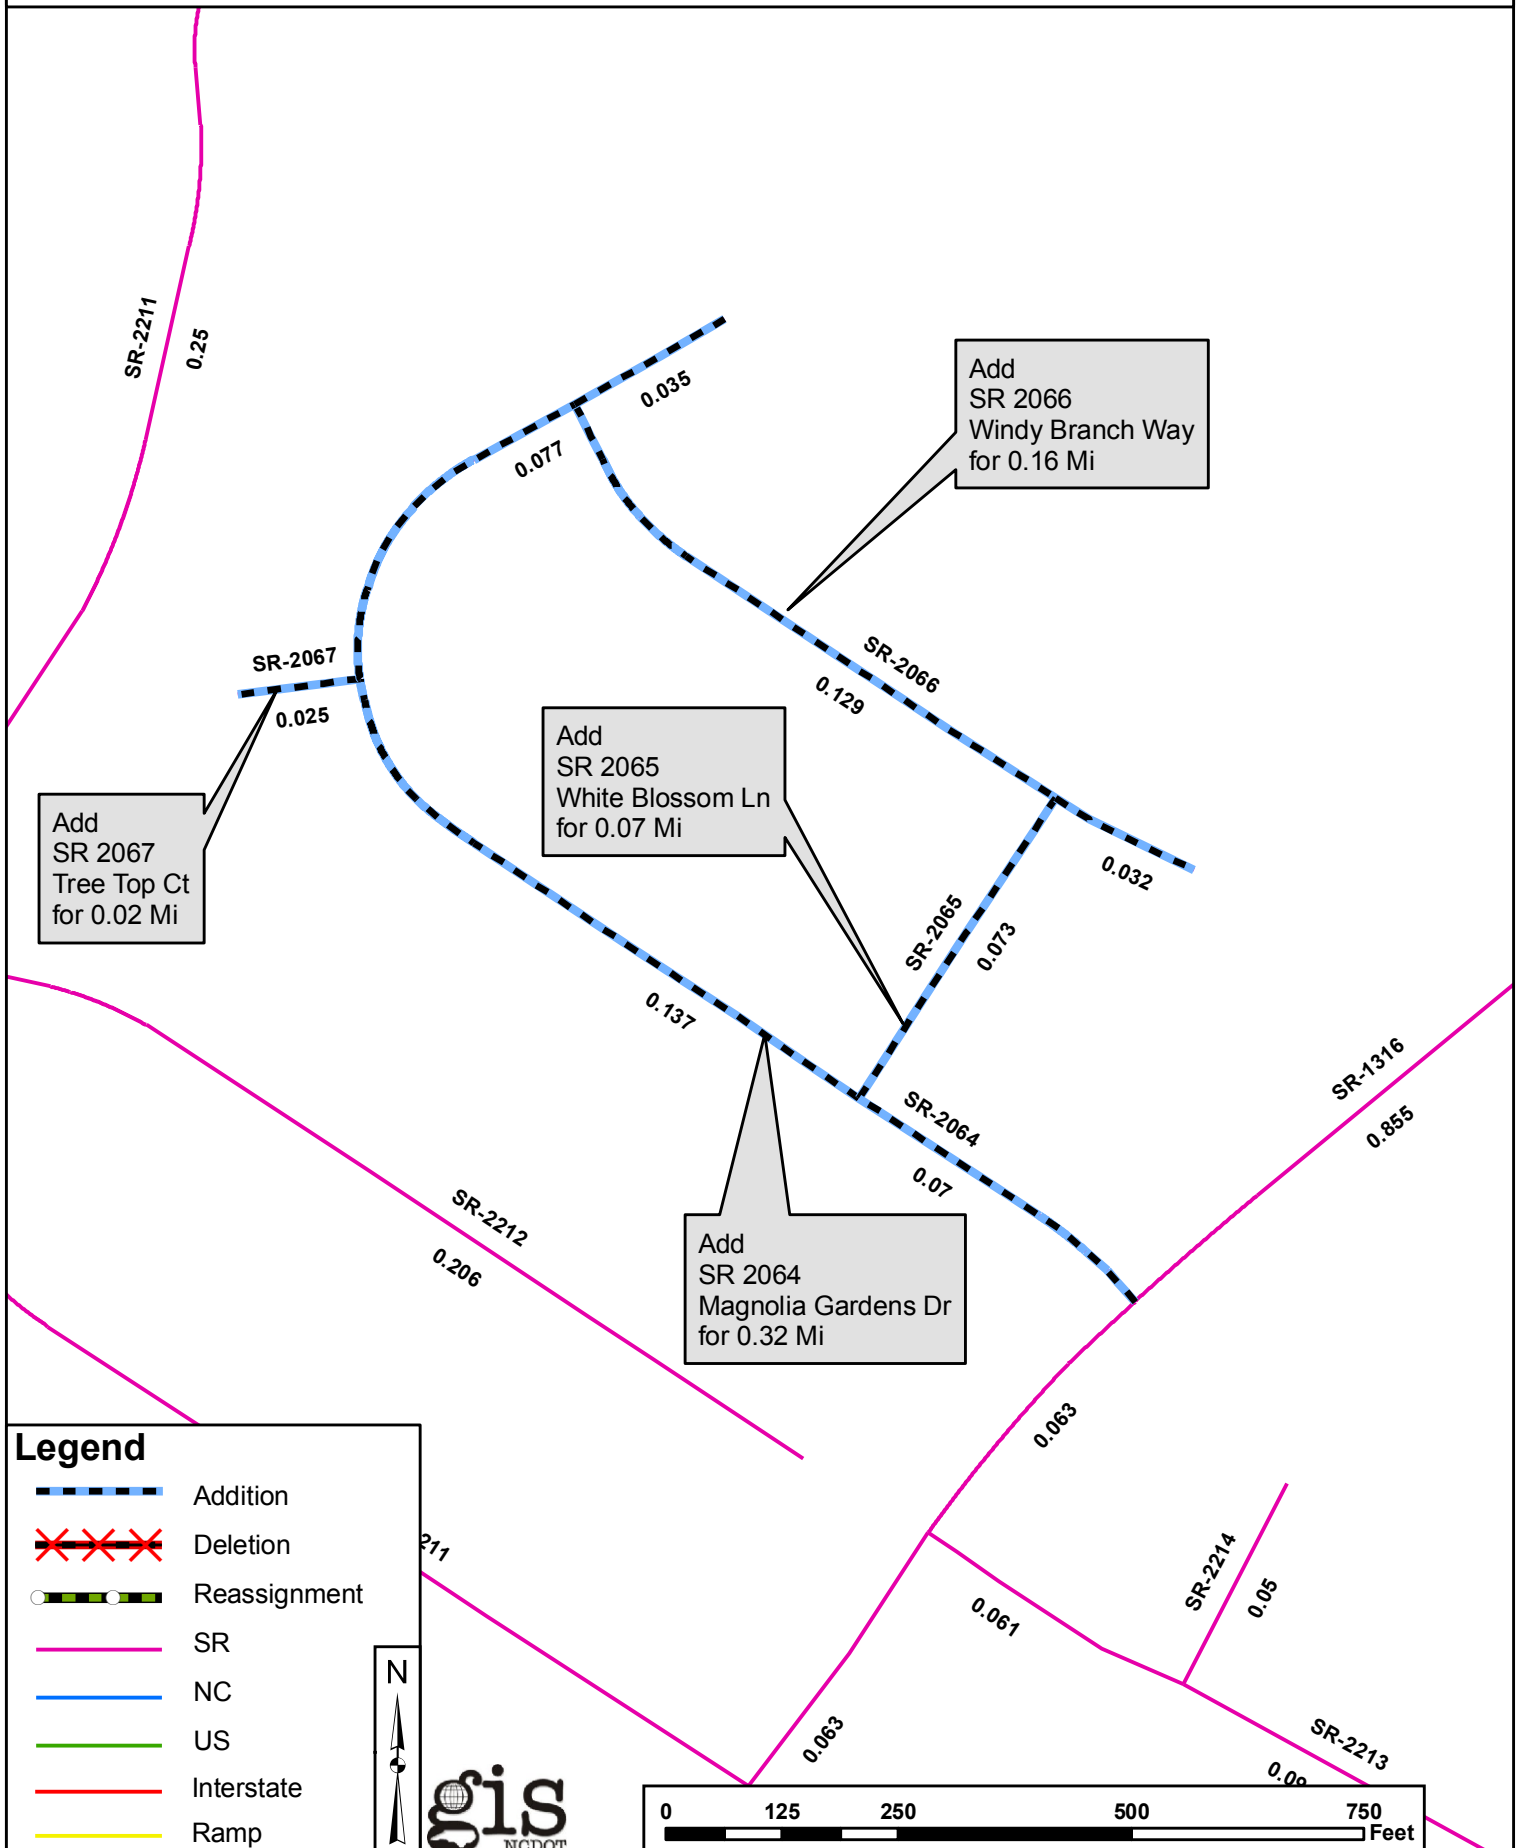 SR-2211
0.25
0.035
0.077
Add
SR 2066
Windy Branch Way
for 0.16 Mi
SR-2066
0.129
SR-2067
0.025
Add
SR 2065
White Blossom Ln
for 0.07 Mi
Add
SR 2067
Tree Top Ct
for 0.02 Mi
0.032
SR-2065
0.073
0.137
SR-1316
0.855
SR-2064
0.07
SR-2212
0.206
Add
SR 2064
Magnolia Gardens Dr
for 0.32 Mi
0.063
211
SR-2214
0.05
0.061
0.063
SR-2213
0.09
Legend
Addition
Deletion
Reassignment
SR
NC
US
Interstate
Ramp
N
gis
NCDOT
0 125 250 500 750
Feet